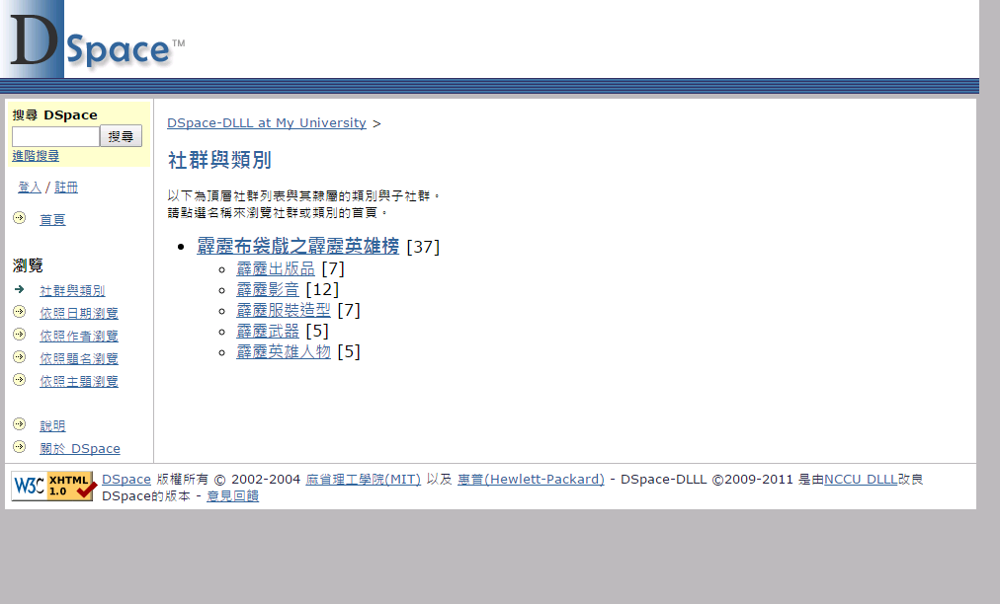 DSpace™
搜尋 DSpace
搜尋
進階搜尋
登入 / 註冊
首頁
瀏覽
社群與類別
依照日期瀏覽
依照作者瀏覽
依照題名瀏覽
依照主題瀏覽
說明
關於 DSpace
DSpace-DLLL at My University >
社群與類別
以下為頂層社群列表與其隸屬的類別與子社群。
請點選名稱來瀏覽社群或類別的首頁。
霹靂布袋戲之霹靂英雄榜 [37]
霹靂出版品 [7]
霹靂影音 [12]
霹靂服裝造型 [7]
霹靂武器 [5]
霹靂英雄人物 [5]
W3C XHTML 1.0
DSpace 版權所有 © 2002-2004 麻省理工學院(MIT) 以及 惠普(Hewlett-Packard) - DSpace-DLLL ©2009-2011 是由NCCU DLLL改良
DSpace的版本 - 意見回饋